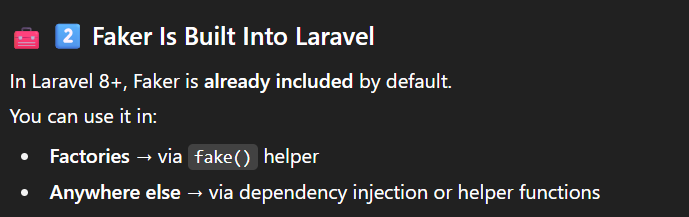 🧰 2️⃣ Faker Is Built Into Laravel
In Laravel 8+, Faker is already included by default.
You can use it in:
• Factories → via fake() helper
• Anywhere else → via dependency injection or helper functions